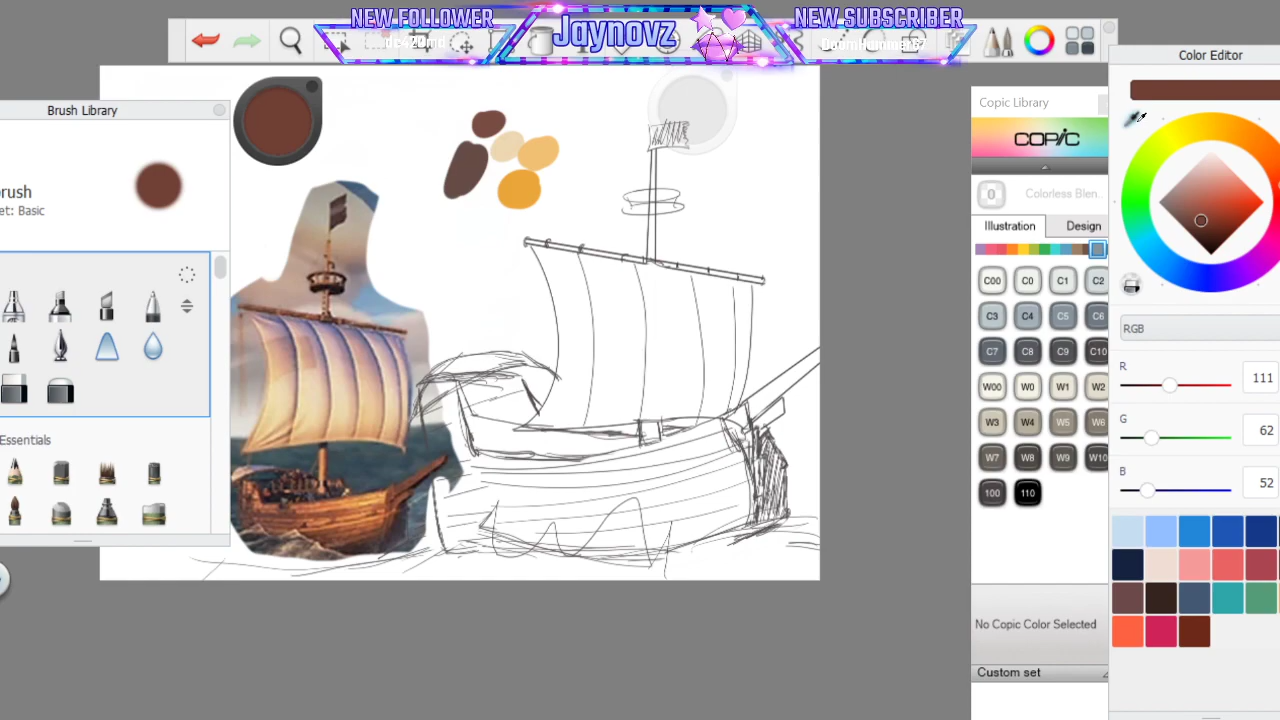 NEW FOLLOWER
Jaynovz
NEW SUBSCRIBER
Brush Library
rush
et: Basic
Essentials
Copic Library
COPIC
0 Colorless Blen..
Illustration Design
C00 C0 C1 C2
C3 C4 C5 C6
C7 C8 C9 C10
W00 W0 W1 W2
W3 W4 W5 W6
W7 W8 W9 W10
100 110
No Copic Color Selected
Custom set
Color Editor
RGB
R 111
G 62
B 52